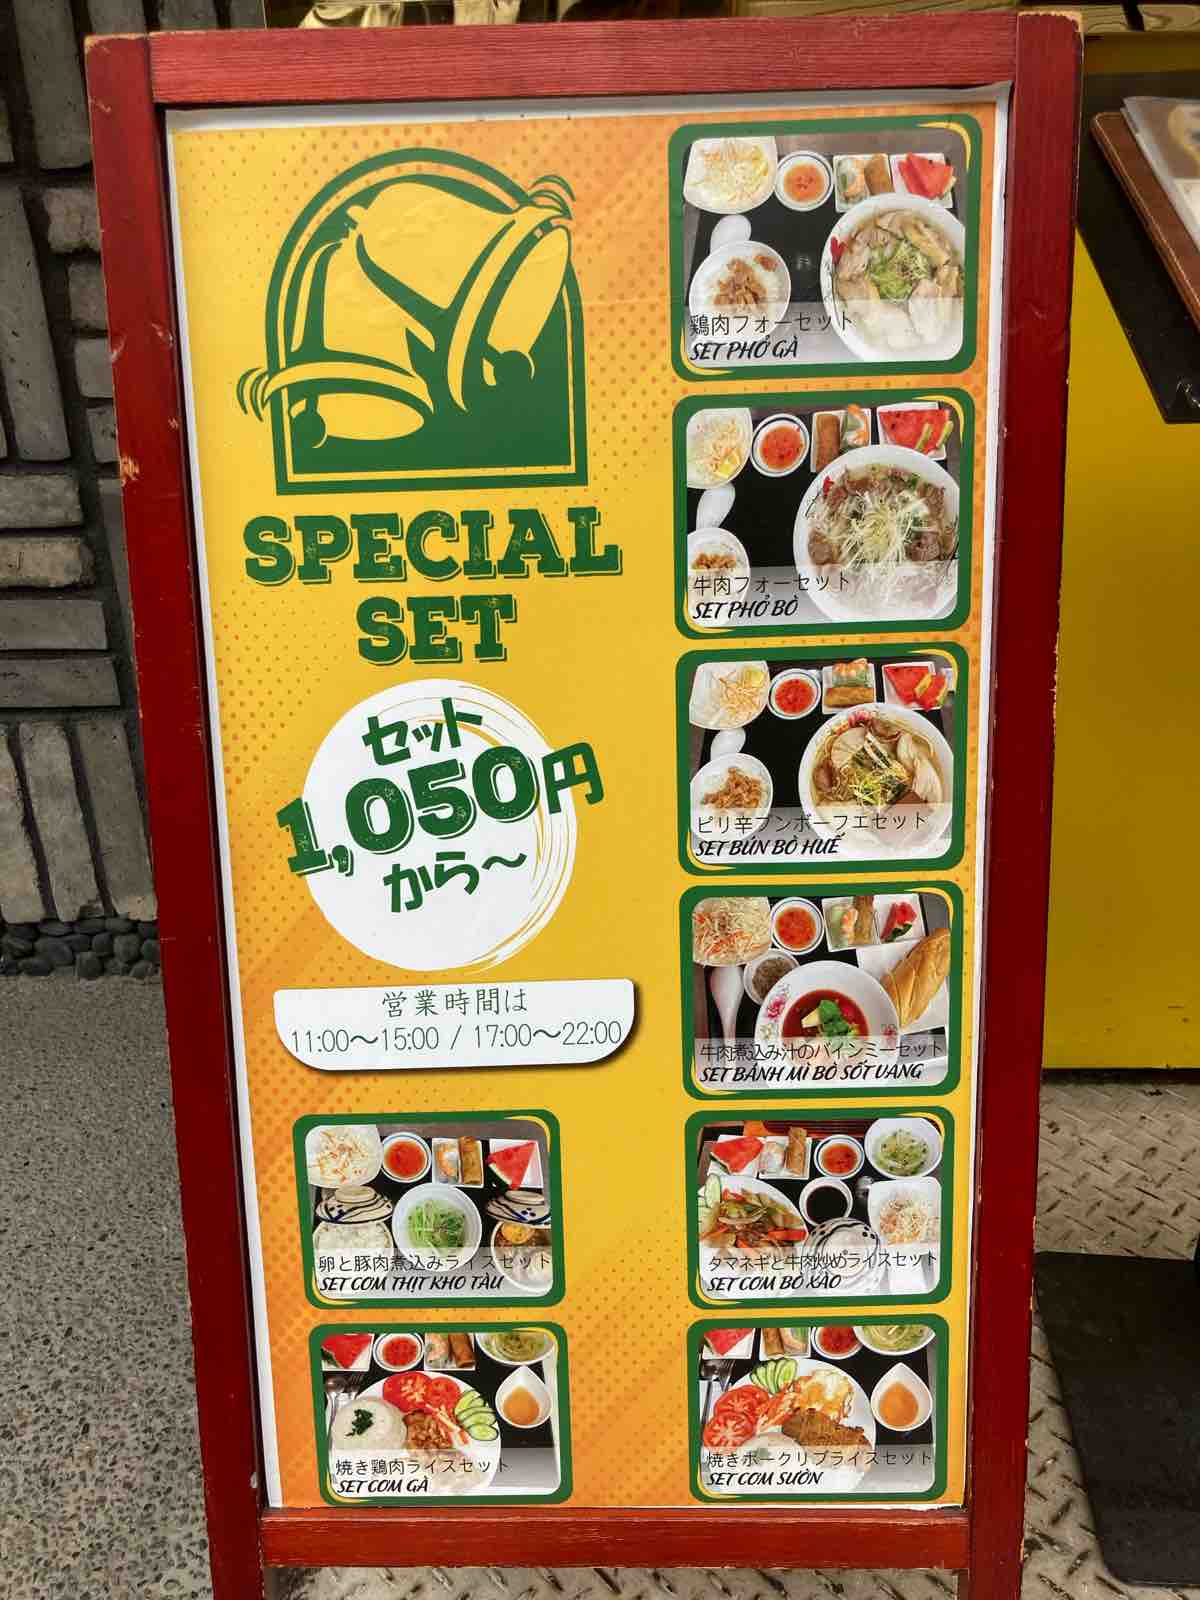 SPECIAL
SET
セット
1,050円
から〜
営業時間は
11:00〜15:00 / 17:00〜22:00
鶏肉フォーセット
SET PHỞ GÀ
牛肉フォーセット
SET PHỞ BÒ
ピリ辛ブンボーフエセット
SET BÚN BÒ HUẾ
牛肉煮込み汁のバインミーセット
SET BÁNH MÌ BÒ SỐT VANG
卵と豚肉煮込みライスセット
SET CƠM THỊT KHO TÀU
タマネギと牛肉炒めライスセット
SET CƠM BÒ XÀO
焼き鶏肉ライスセット
SET CƠM GÀ
焼きポークリブライスセット
SET CƠM SƯỜN